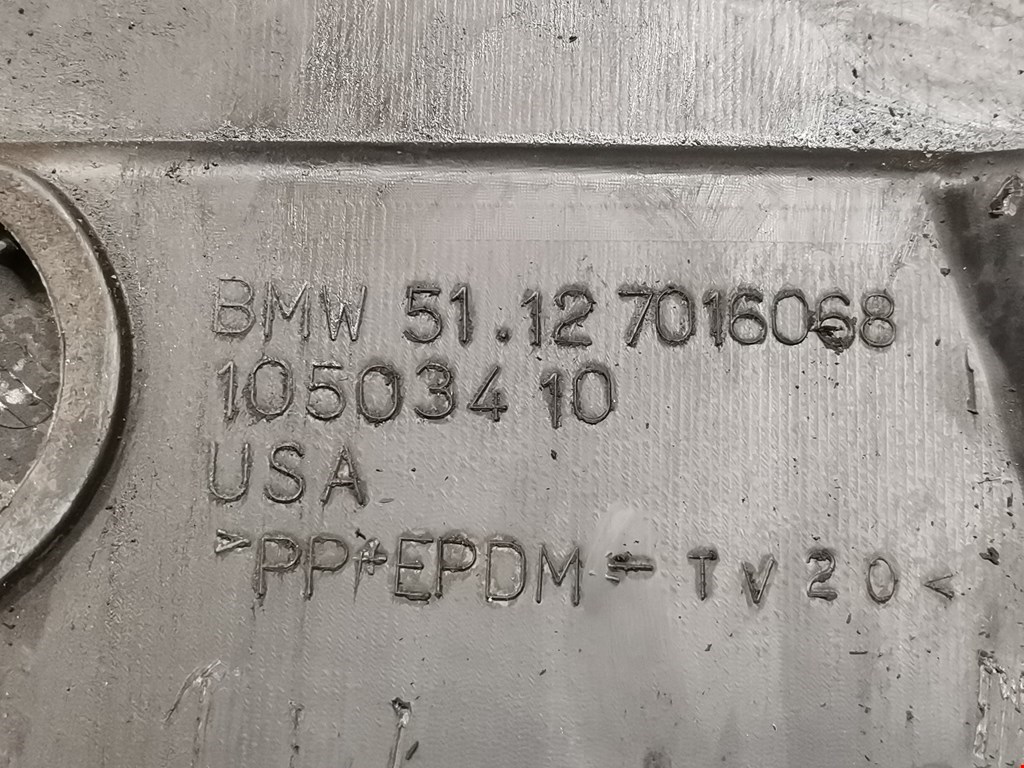 BMW 51.12 7016068
10503410
USA
>PP+EPDM-TV20<